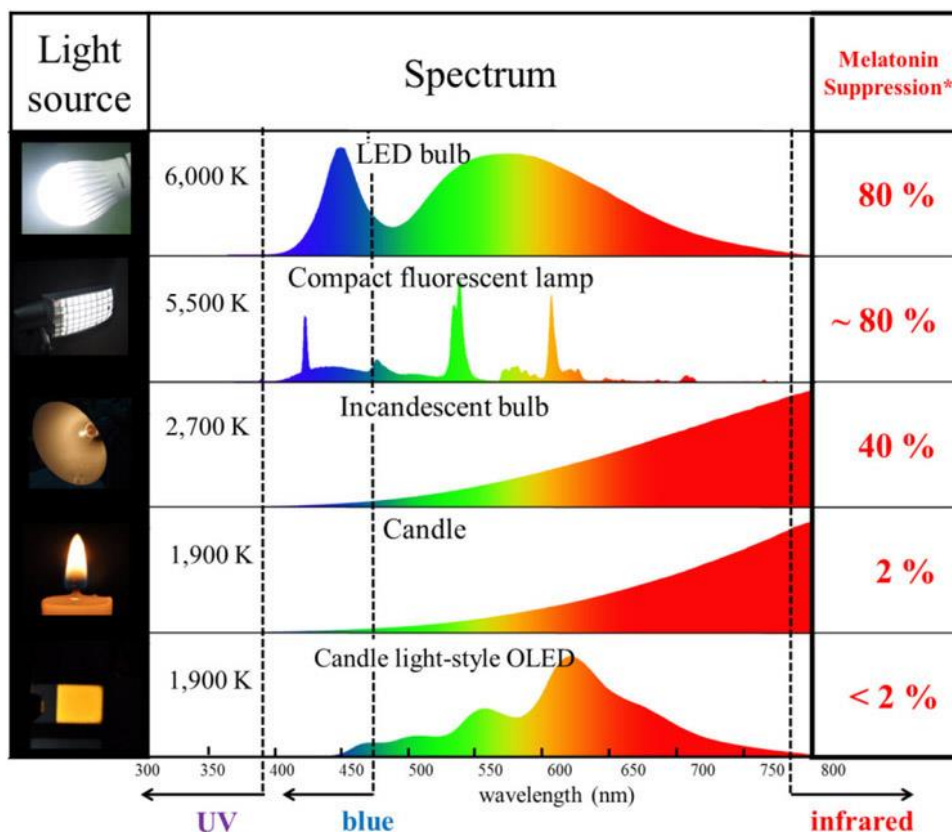 Light
source
Spectrum
Melatonin
Suppression*
6,000 K
LED bulb
80 %
5,500 K
Compact fluorescent lamp
~ 80 %
2,700 K
Incandescent bulb
40 %
1,900 K
Candle
2 %
1,900 K
Candle light-style OLED
< 2 %
300 350 400 450 500 550 600 650 700 750 800
wavelength (nm)
UV blue infrared